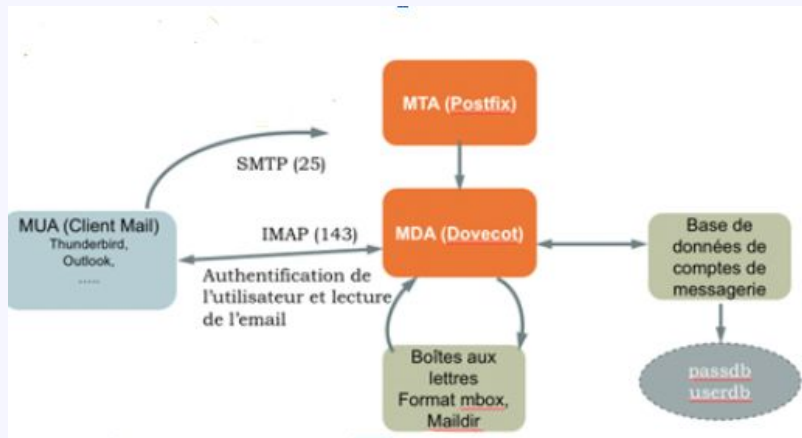 MTA (Postfix)
SMTP (25)
MUA (Client Mail)
Thunderbird,
Outlook,
.....
IMAP (143)
Authentification de
l'utilisateur et lecture
de l'email
MDA (Dovecot)
Base de
données de
comptes de
messagerie
Boîtes aux
lettres
Format mbox,
Maildir
passdb
userdb